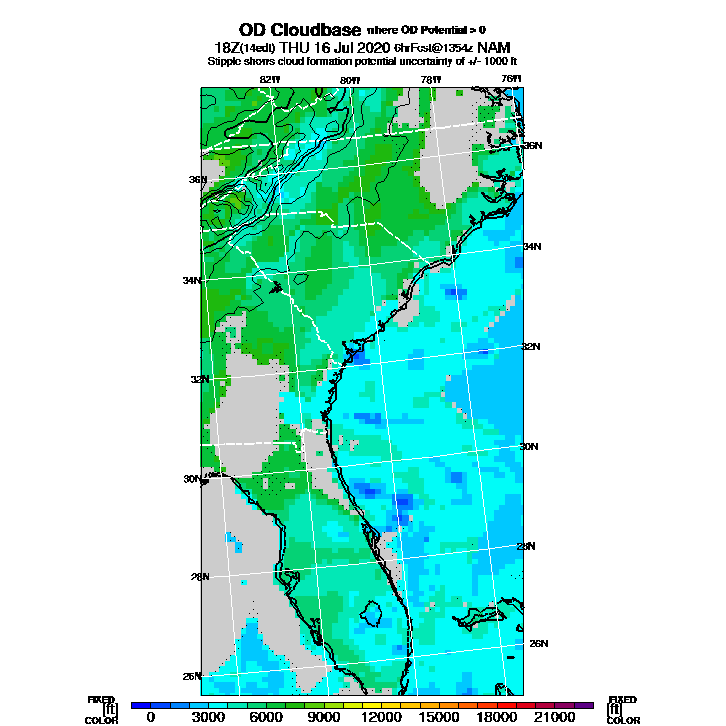 OD Cloudbase where OD Potential > 0
18Z(14edt) THU 16 Jul 2020 6hrFcst@1354z NAM
Stipple shows cloud formation potential uncertainty of +/- 1000 ft
82W 80W 78W 76W
36N
36N
34N
34N
32N
32N
30N
30N
28N
28N
26N
26N
FIXED FIXED
[ft] [ft]
COLOR 0 3000 6000 9000 12000 15000 18000 21000 COLOR